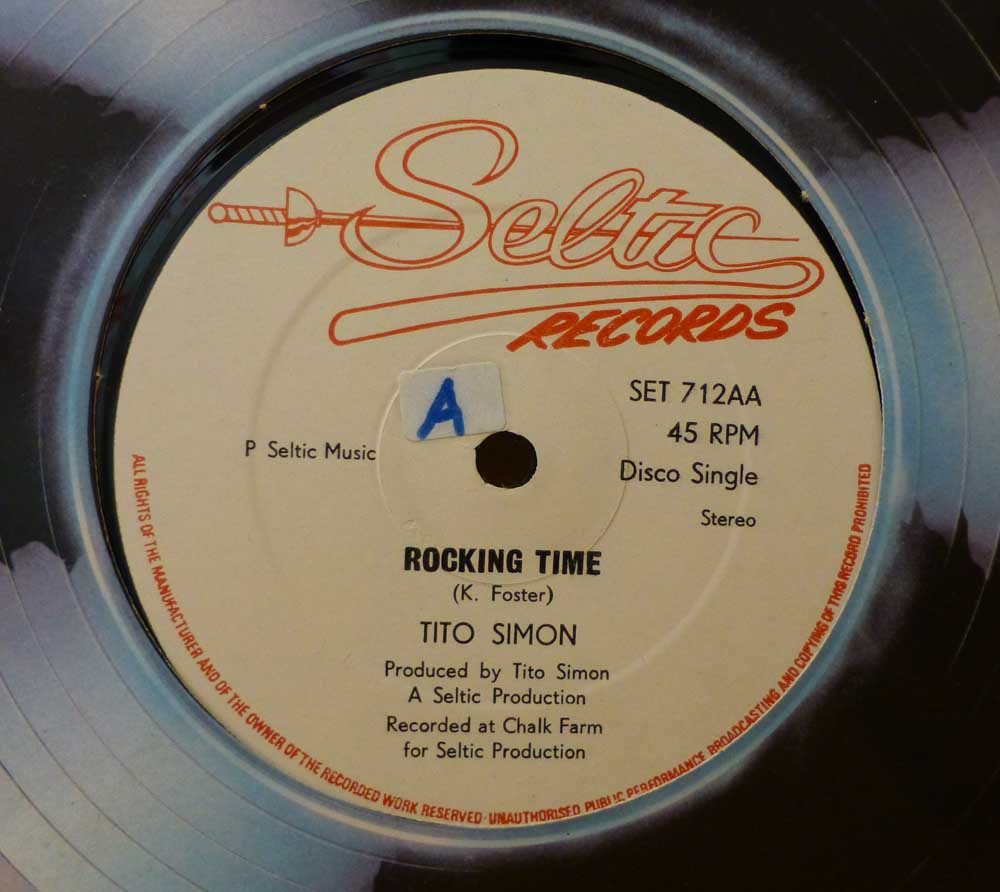 Seltic
RECORDS
A
SET 712AA
45 RPM
P Seltic Music
Disco Single
Stereo
ROCKING TIME
(K. Foster)
TITO SIMON
Produced by Tito Simon
A Seltic Production
Recorded at Chalk Farm
for Seltic Production
ALL RIGHTS OF THE MANUFACTURER AND OF THE OWNER OF THE RECORDED WORK RESERVED · UNAUTHORISED PUBLIC PERFORMANCE BROADCASTING AND COPYING OF THIS RECORD PROHIBITED